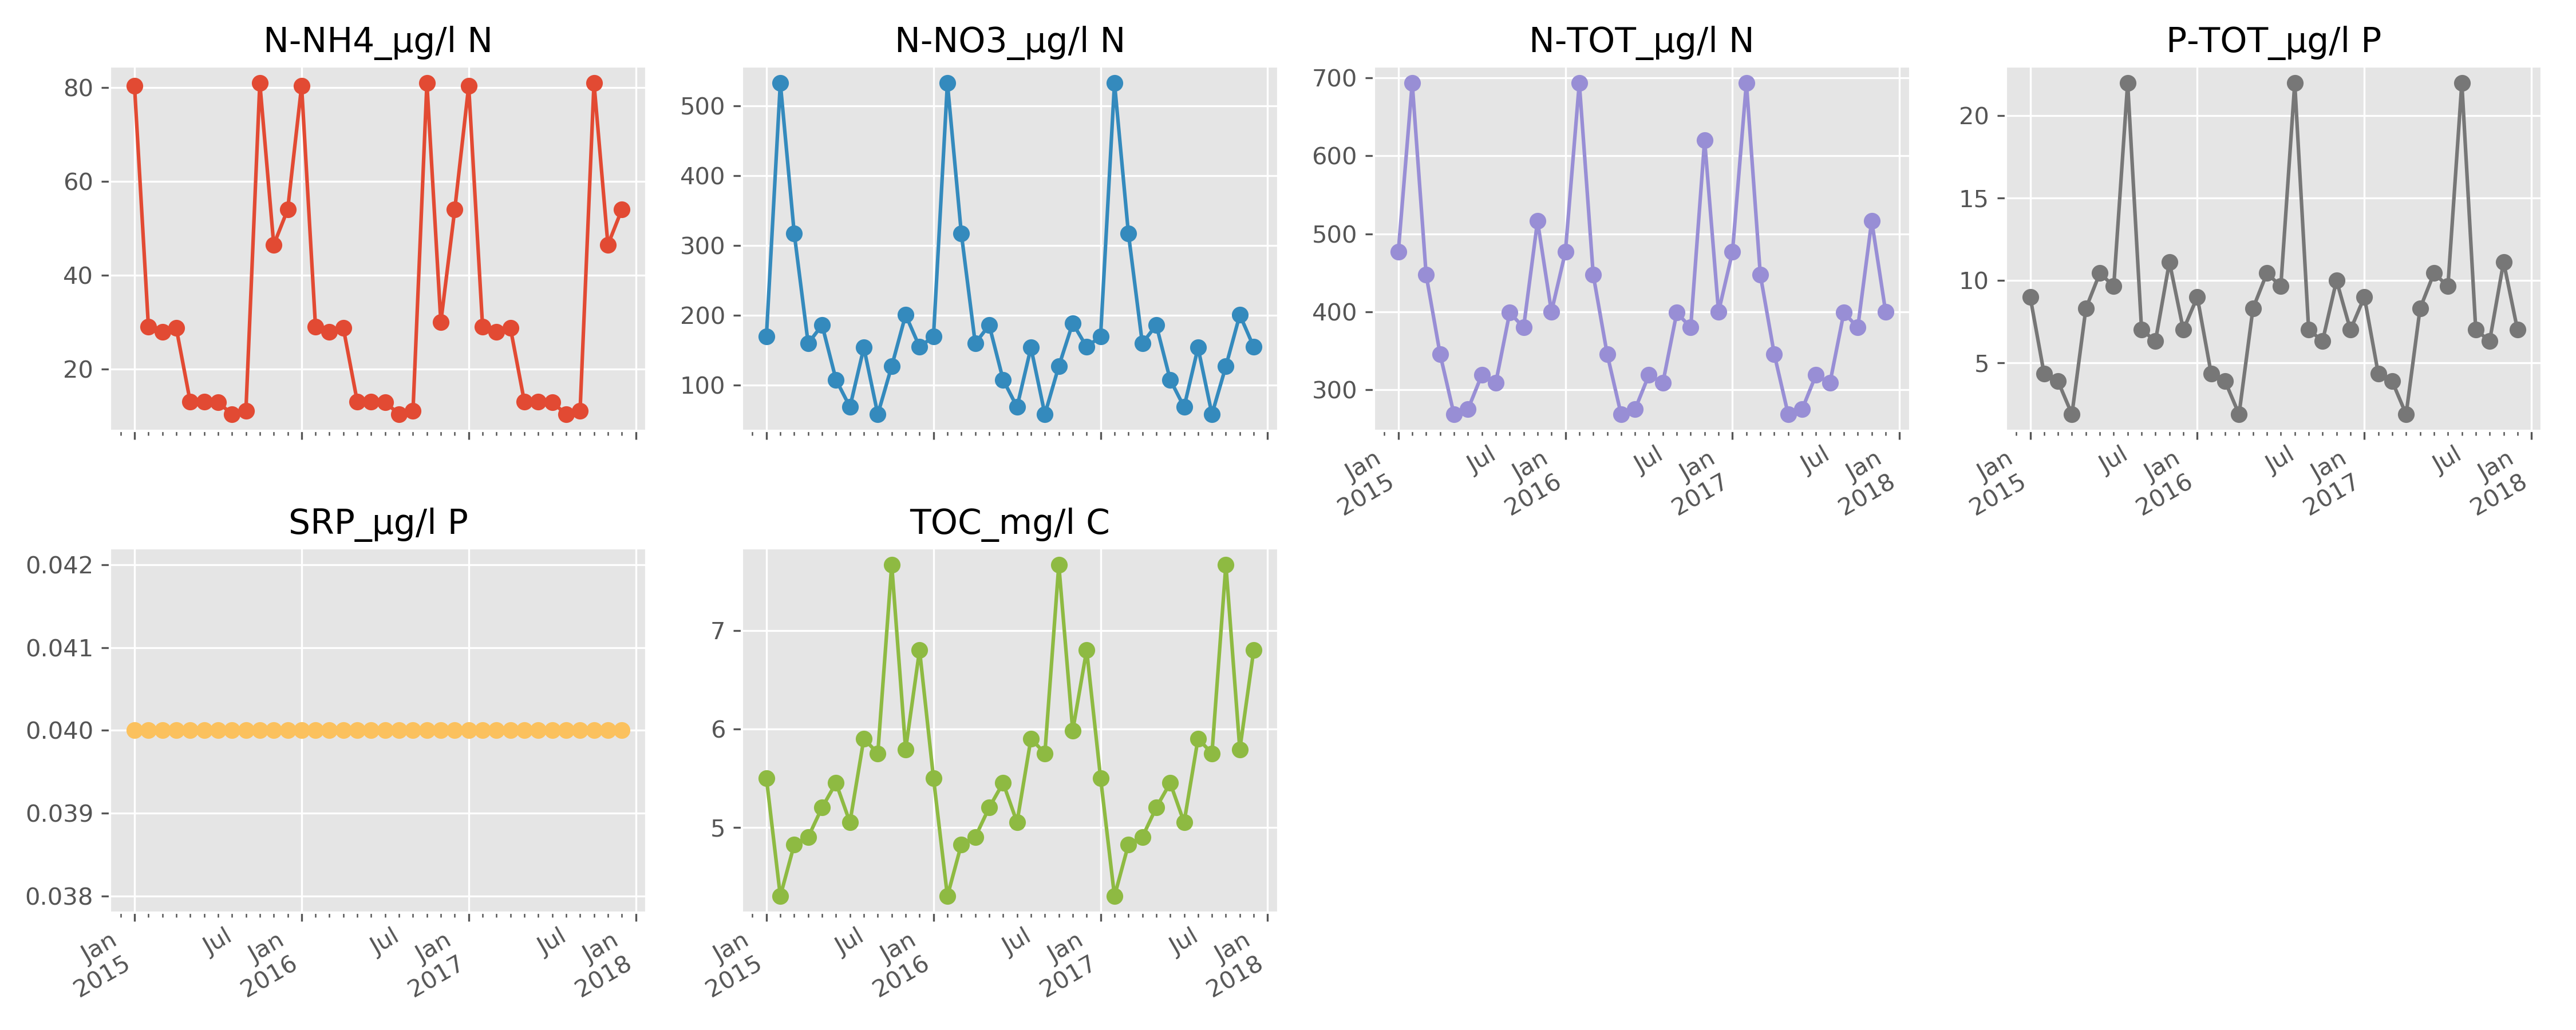 N-NH4_µg/l N
80
60
40
20
N-NO3_µg/l N
500
400
300
200
100
N-TOT_µg/l N
700
600
500
400
300
Jan
2015
Jul
Jan
2016
Jul
Jan
2017
Jul
Jan
2018
P-TOT_µg/l P
20
15
10
5
Jan
2015
Jul
Jan
2016
Jul
Jan
2017
Jul
Jan
2018
SRP_µg/l P
0.042
0.041
0.040
0.039
0.038
Jan
2015
Jul
Jan
2016
Jul
Jan
2017
Jul
Jan
2018
TOC_mg/l C
7
6
5
Jan
2015
Jul
Jan
2016
Jul
Jan
2017
Jul
Jan
2018